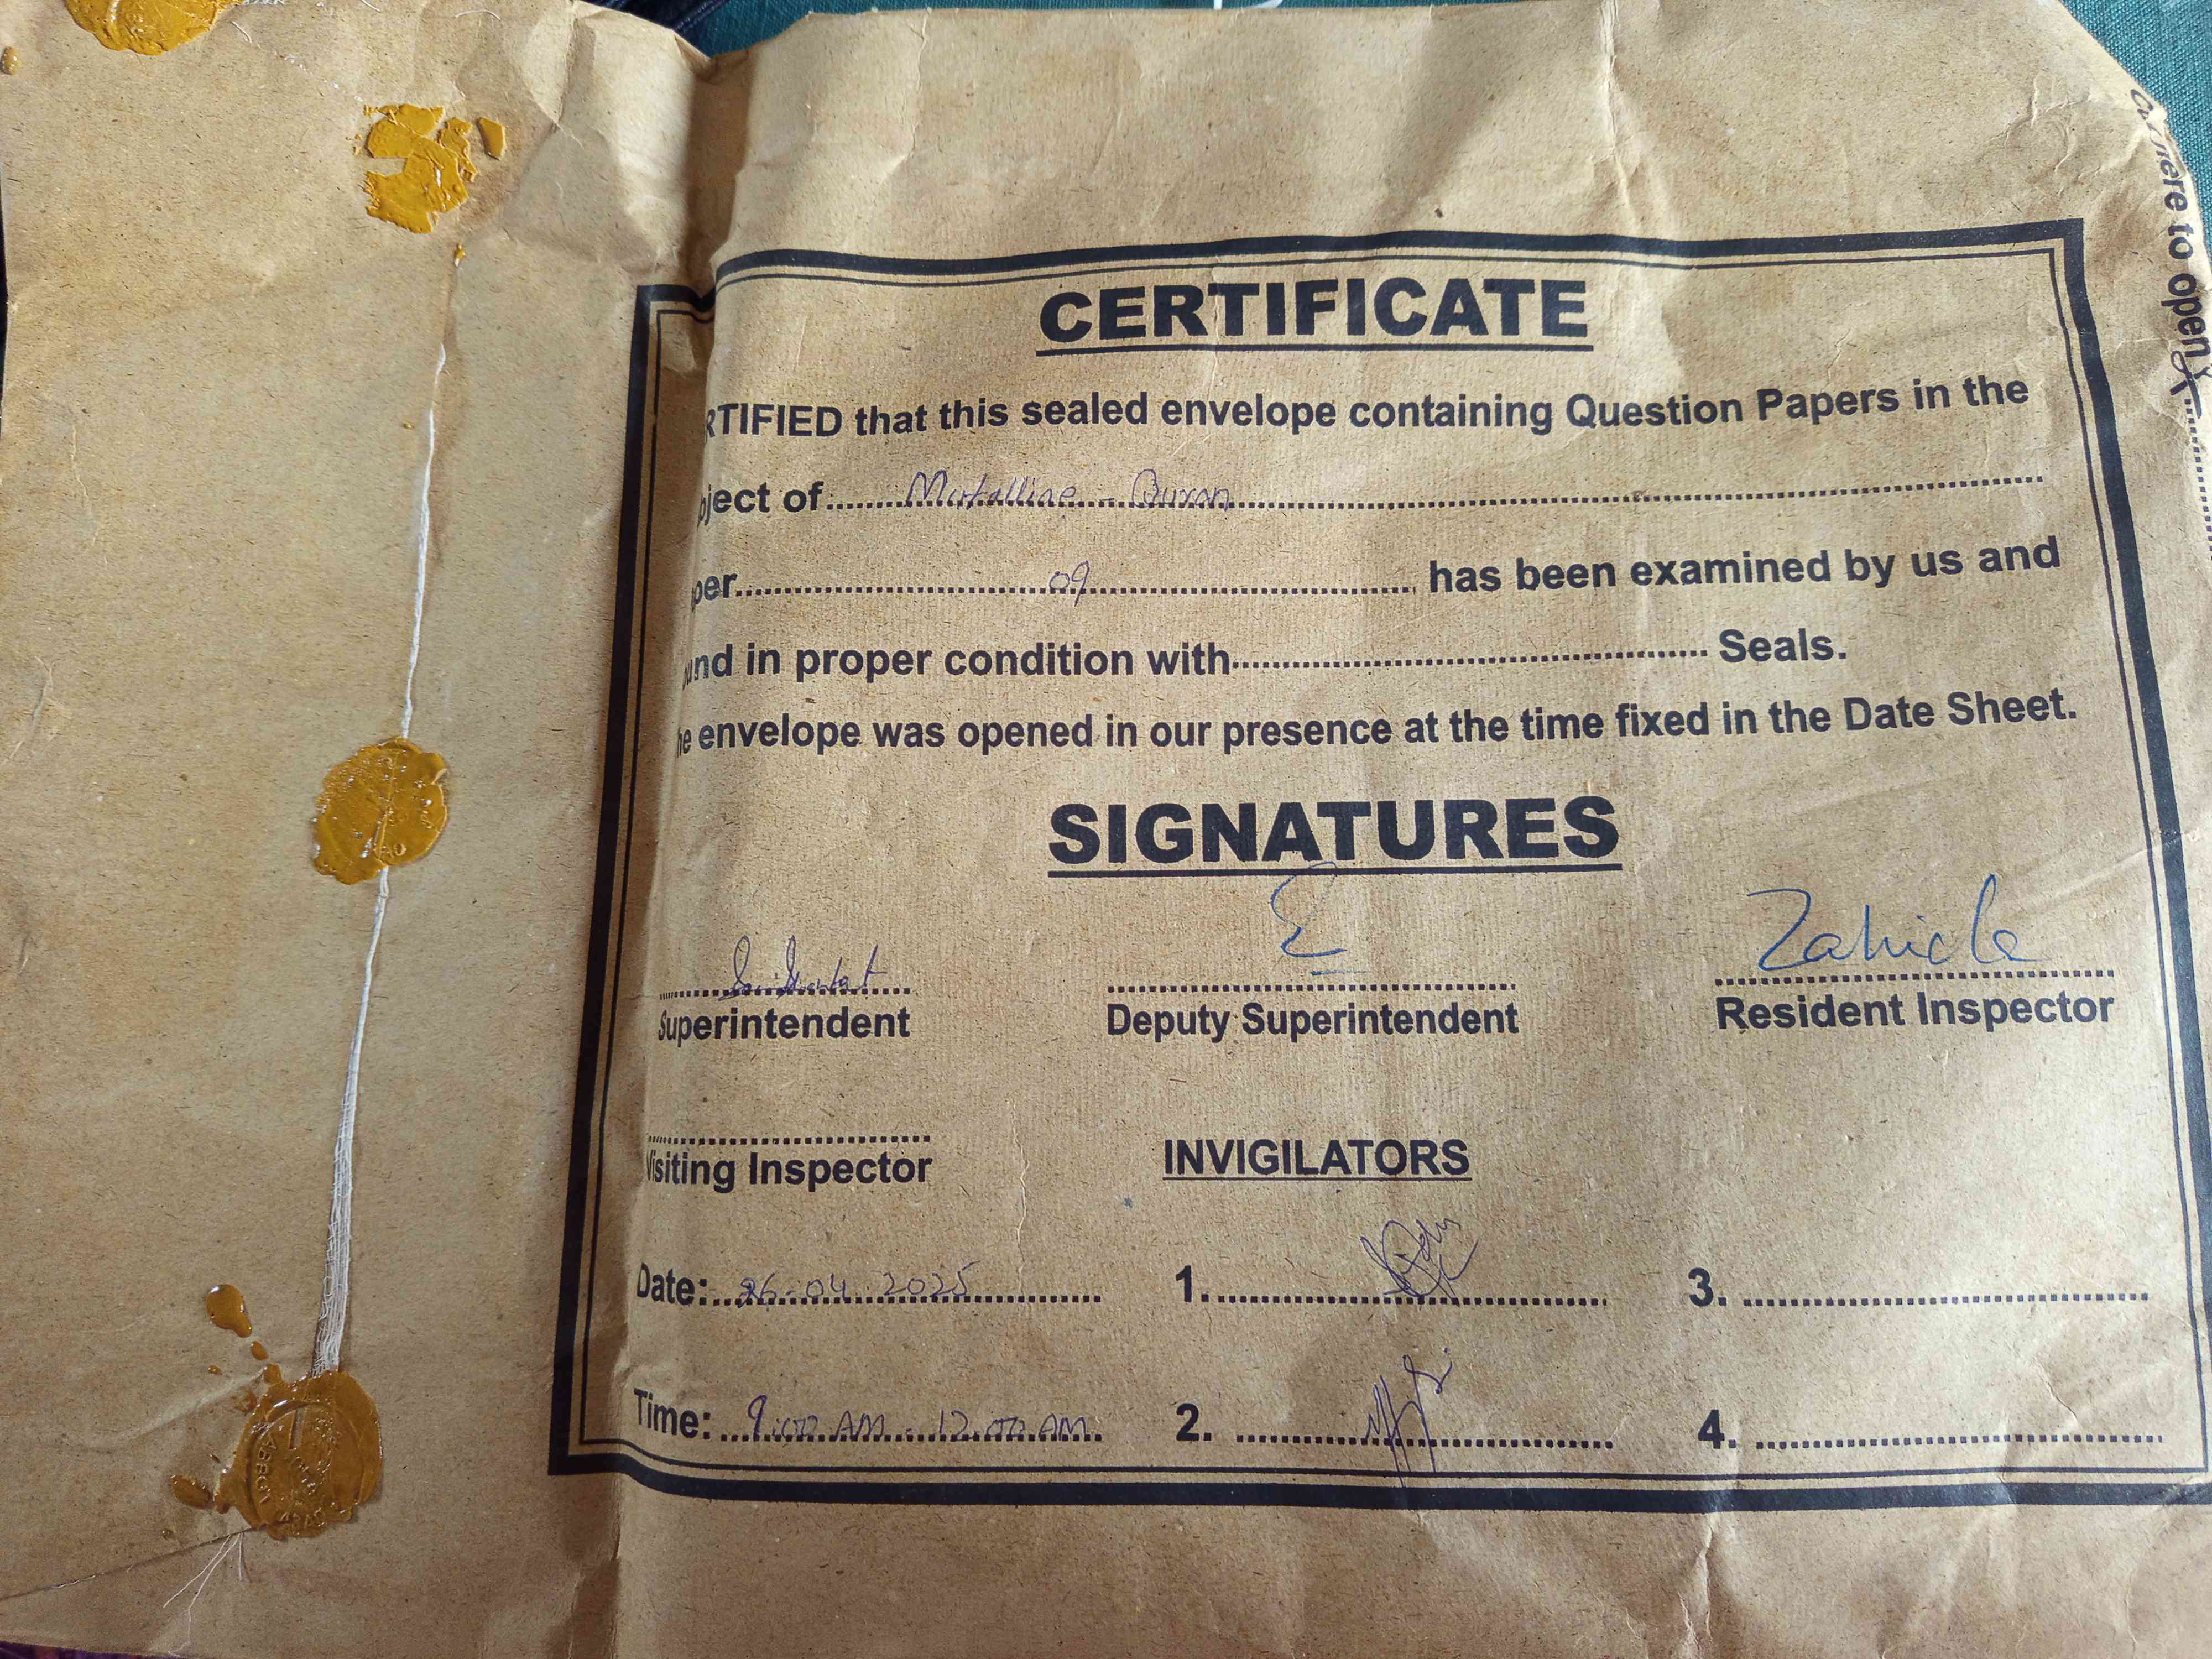 Cut here to open
CERTIFICATE
RTIFIED that this sealed envelope containing Question Papers in the
ject of
per 09 has been examined by us and
und in proper condition with Seals.
he envelope was opened in our presence at the time fixed in the Date Sheet.
SIGNATURES
Zahida
Superintendent Deputy Superintendent Resident Inspector
Visiting Inspector INVIGILATORS
Date: 26-04-2025 1. 3.
Time: 9:00 AM - 12:00 AM. 2. 4.